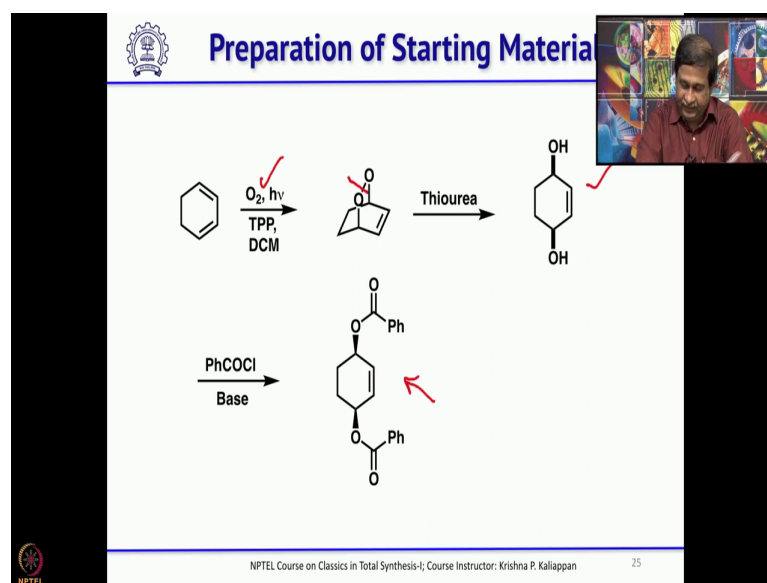 Preparation of Starting Material
O₂, hν
TPP,
DCM
O
O
Thiourea
OH
OH
PhCOCl
Base
O
O
Ph
O
Ph
O
NPTEL Course on Classics in Total Synthesis-I; Course Instructor: Krishna P. Kaliappan
25
NPTEL